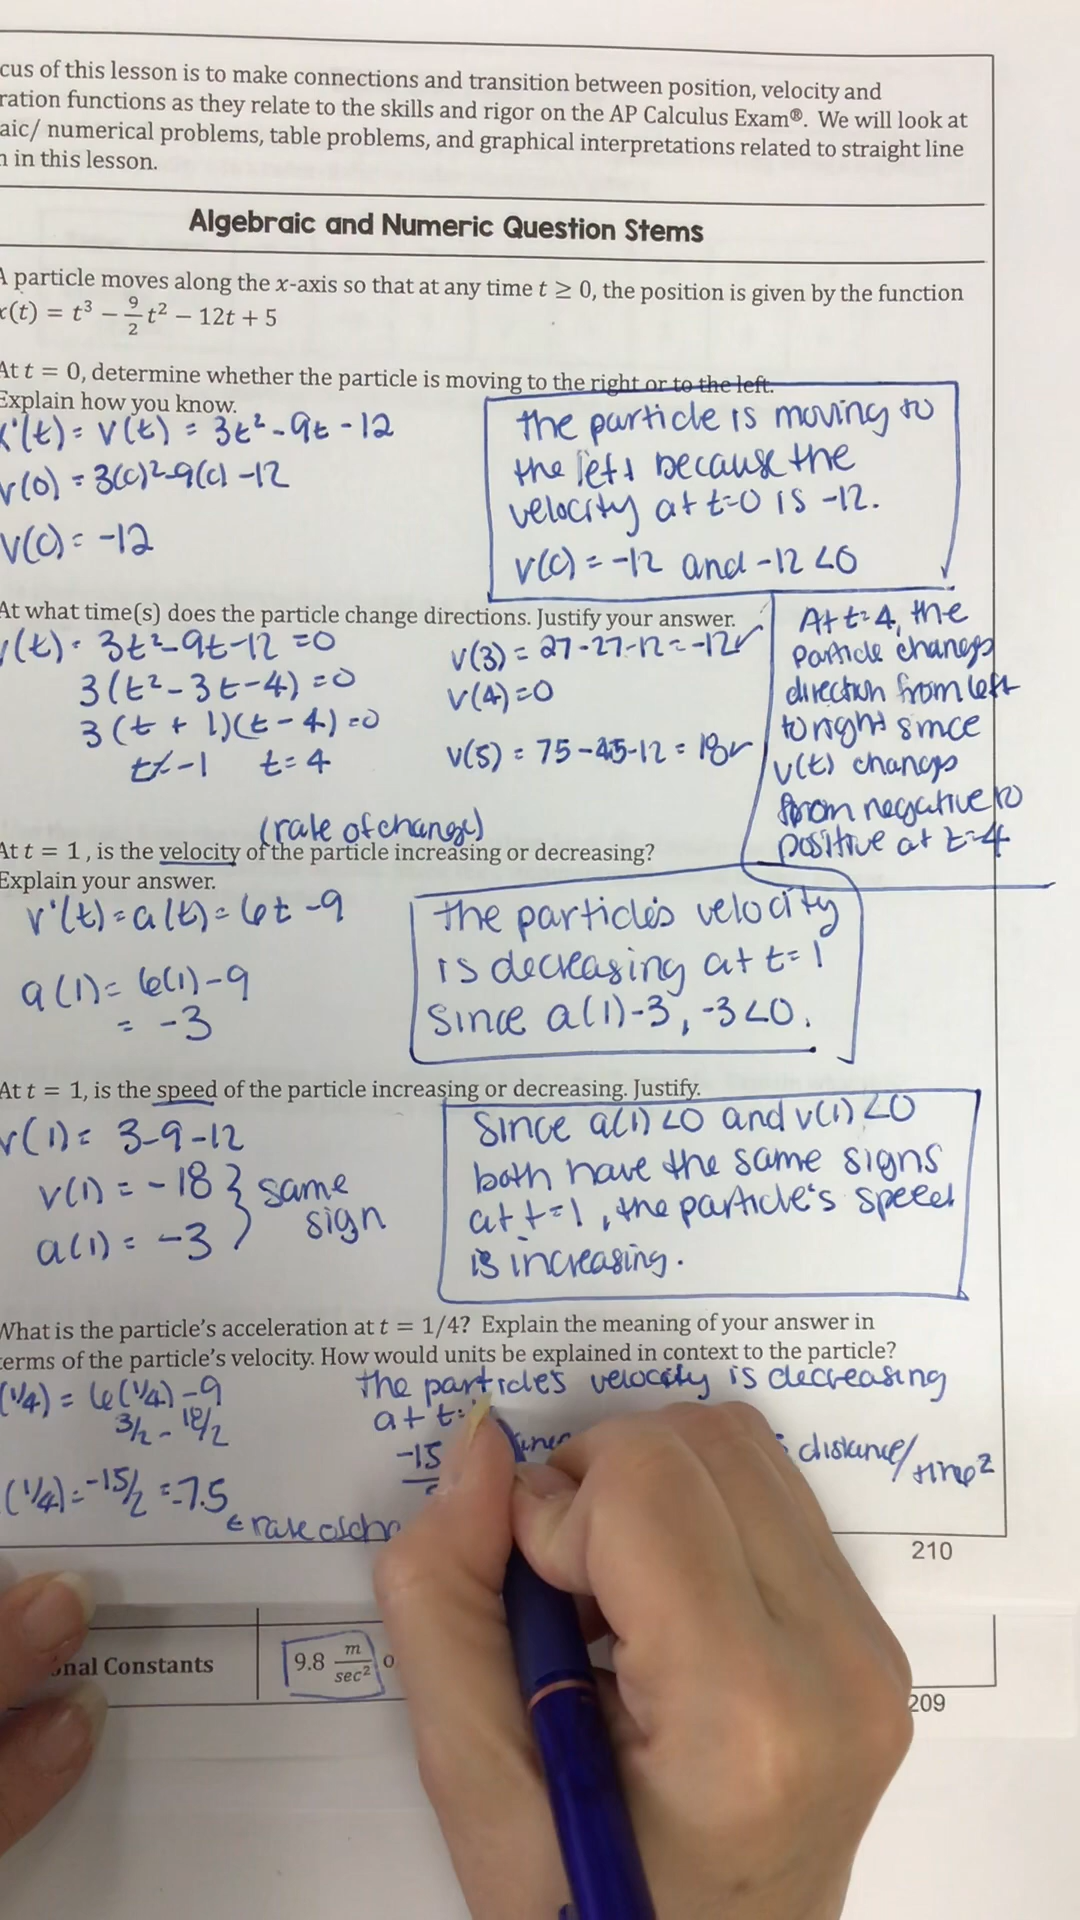 cus of this lesson is to make connections and transition between position, velocity and
ration functions as they relate to the skills and rigor on the AP Calculus Exam®. We will look at
aic/ numerical problems, table problems, and graphical interpretations related to straight line
n in this lesson.
Algebraic and Numeric Question Stems
A particle moves along the x-axis so that at any time t ≥ 0, the position is given by the function
x(t) = t³ − 9/2 t² − 12t + 5
At t = 0, determine whether the particle is moving to the right or to the left.
Explain how you know.
x'(t) = v(t) = 3t² - 9t - 12
v(0) = 3(0)² - 9(0) - 12
v(0) = -12
the particle is moving to
the left because the
velocity at t=0 is -12.
v(0) = -12 and -12 < 0
At what time(s) does the particle change directions. Justify your answer.
v(t) = 3t² - 9t - 12 = 0
3(t² - 3t - 4) = 0
3(t + 1)(t - 4) = 0
t ≠ -1 t = 4
v(3) = 27 - 27 - 12 = -12 ✓
v(4) = 0
v(5) = 75 - 45 - 12 = 18 ✓
At t=4, the
particle changes
direction from left
to right since
v(t) changes
from negative to
positive at t=4
(rate of change)
At t = 1 , is the velocity of the particle increasing or decreasing?
Explain your answer.
v'(t) = a(t) = 6t - 9
a(1) = 6(1) - 9
= -3
the particle's velocity
is decreasing at t=1
since a(1)-3, -3<0.
At t = 1, is the speed of the particle increasing or decreasing. Justify.
v(1) = 3-9-12
v(1) = -18 } same
a(1) = -3 sign
Since a(1)<0 and v(1)<0
both have the same signs
at t=1, the particle's speed
is increasing.
What is the particle's acceleration at t = 1/4? Explain the meaning of your answer in
terms of the particle's velocity. How would units be explained in context to the particle?
(1/4) = 6(1/4) - 9
3/2 - 18/2
(1/4) = -15/2 = -7.5
the particle's velocity is decreasing
at t=
-15
distance/time²
← rate of
210
onal Constants
9.8 m/sec²
209